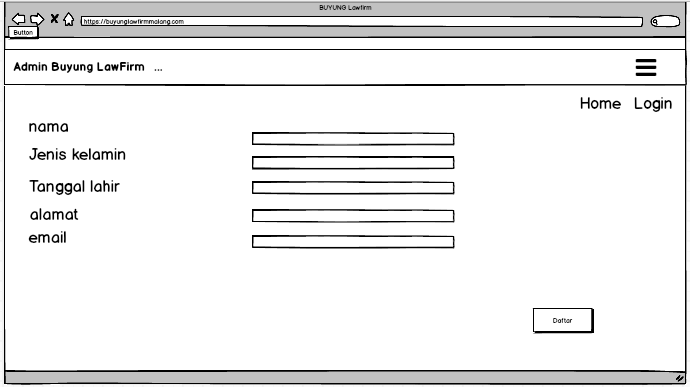 BUYUNG Lawfirm
https://buyunglawfirmmalang.com
Button
Admin Buyung LawFirm ...
Home Login
nama
Jenis kelamin
Tanggal lahir
alamat
email
Daftar